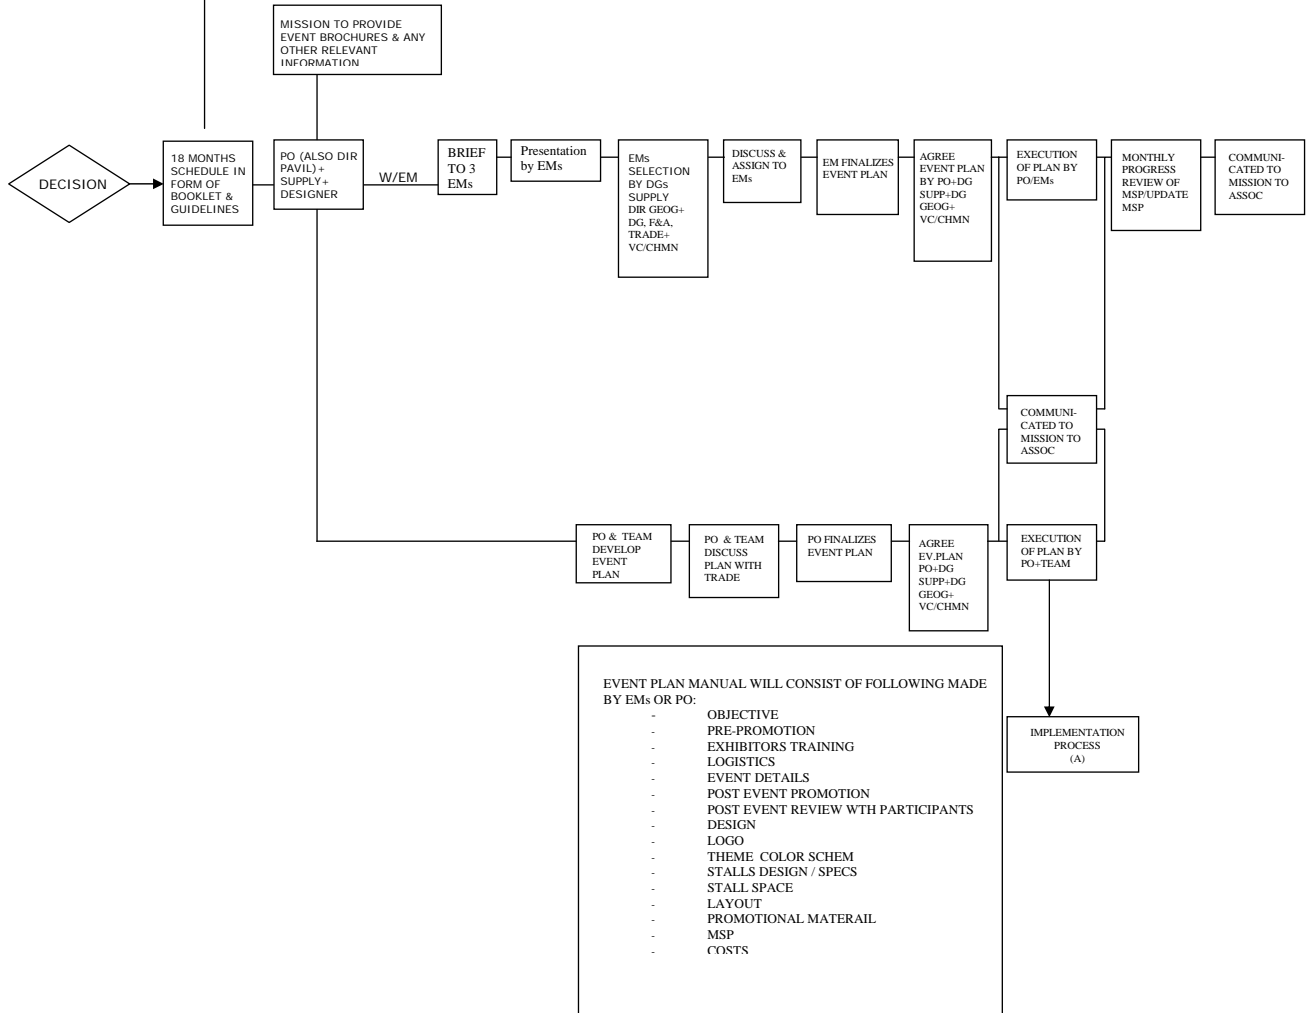 MISSION TO PROVIDE
EVENT BROCHURES & ANY
OTHER RELEVANT
INFORMATION
DECISION
18 MONTHS
SCHEDULE IN
FORM OF
BOOKLET &
GUIDELINES
PO (ALSO DIR
PAVIL)+
SUPPLY+
DESIGNER
W/EM
BRIEF
TO 3
EMs
Presentation
by EMs
EMs
SELECTION
BY DGs
SUPPLY
DIR GEOG+
DG, F&A,
TRADE+
VC/CHMN
DISCUSS &
ASSIGN TO
EMs
EM FINALIZES
EVENT PLAN
AGREE
EVENT PLAN
BY PO+DG
SUPP+DG
GEOG+
VC/CHMN
EXECUTION
OF PLAN BY
PO/EMs
MONTHLY
PROGRESS
REVIEW OF
MSP/UPDATE
MSP
COMMUNI-
CATED TO
MISSION TO
ASSOC
COMMUNI-
CATED TO
MISSION TO
ASSOC
PO & TEAM
DEVELOP
EVENT
PLAN
PO & TEAM
DISCUSS
PLAN WITH
TRADE
PO FINALIZES
EVENT PLAN
AGREE
EV.PLAN
PO+DG
SUPP+DG
GEOG+
VC/CHMN
EXECUTION
OF PLAN BY
PO+TEAM
EVENT PLAN MANUAL WILL CONSIST OF FOLLOWING MADE
BY EMs OR PO:
- OBJECTIVE
- PRE-PROMOTION
- EXHIBITORS TRAINING
- LOGISTICS
- EVENT DETAILS
- POST EVENT PROMOTION
- POST EVENT REVIEW WTH PARTICIPANTS
- DESIGN
- LOGO
- THEME COLOR SCHEM
- STALLS DESIGN / SPECS
- STALL SPACE
- LAYOUT
- PROMOTIONAL MATERAIL
- MSP
- COSTS
IMPLEMENTATION
PROCESS
(A)